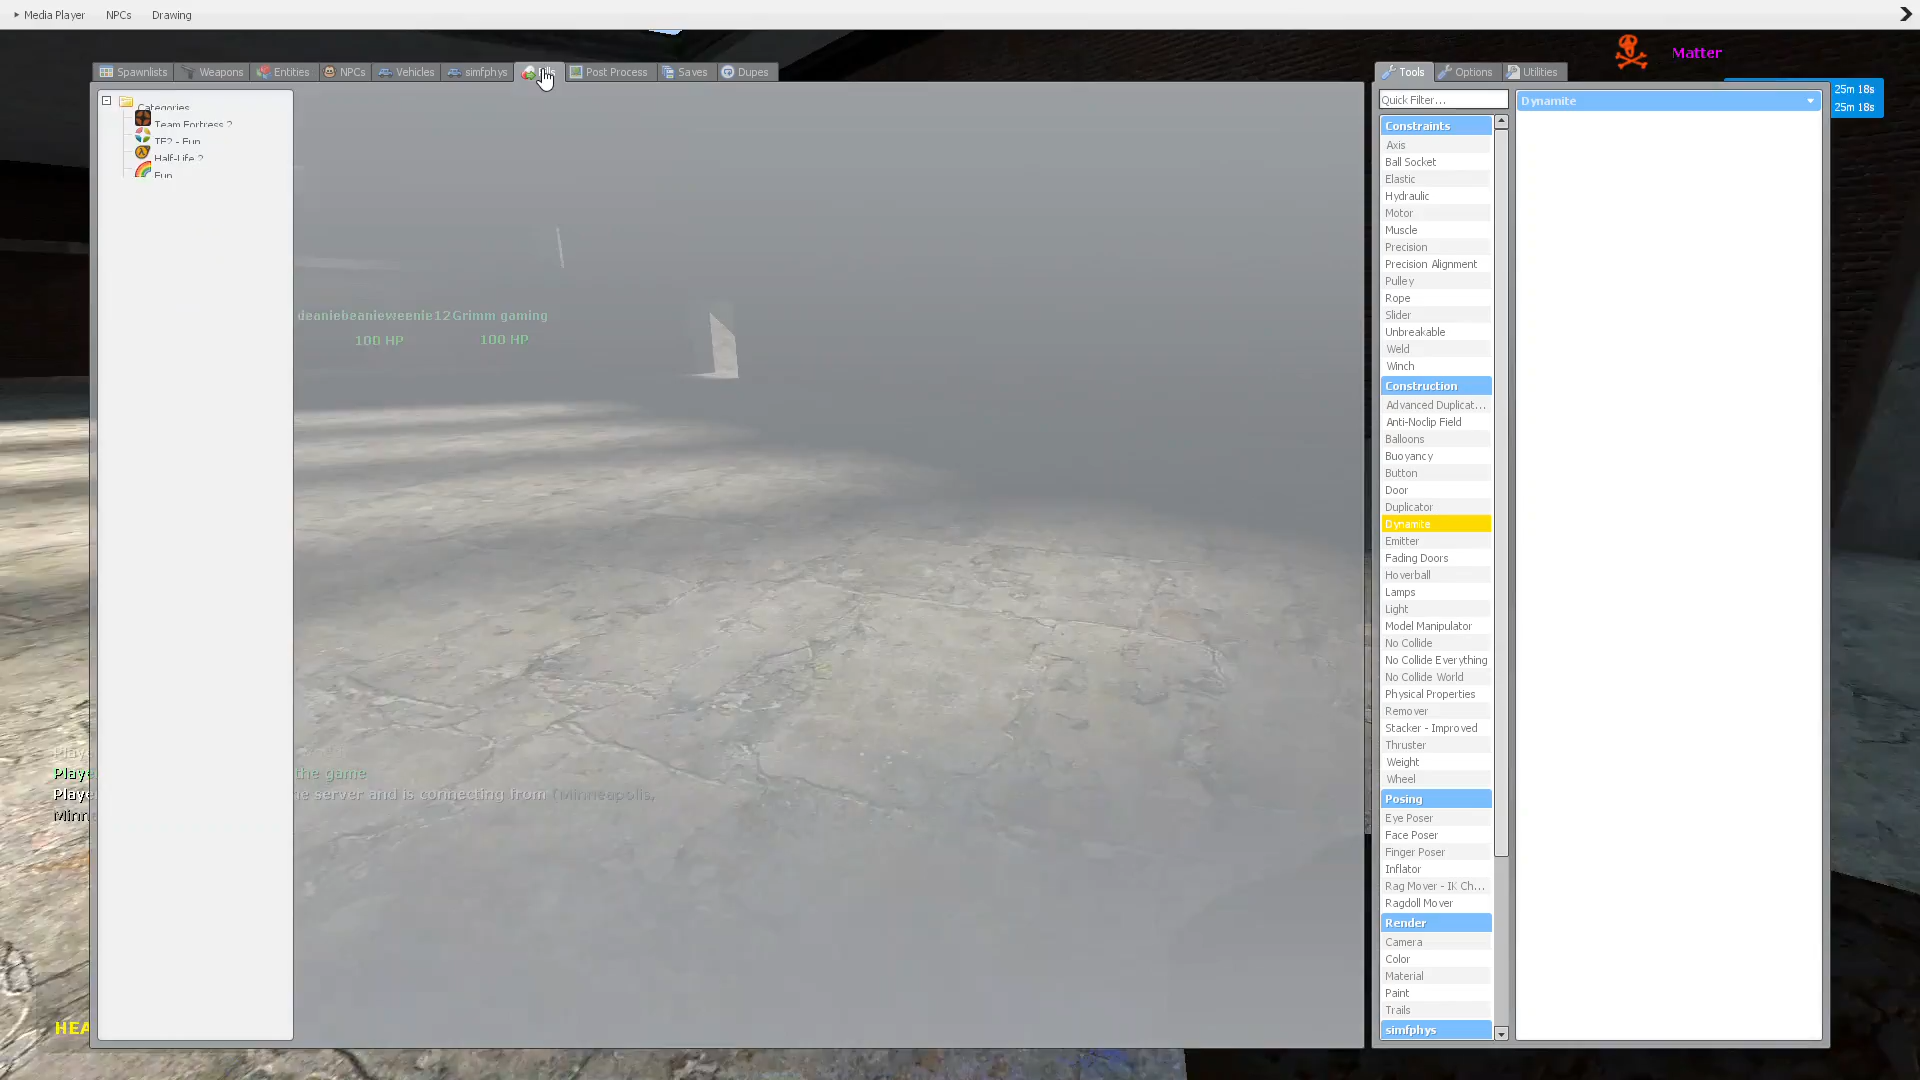 Media Player NPCs Drawing
Matter
Spawnlists Weapons Entities NPCs Vehicles simfphys Post Process Saves Dupes
Tools Options Utilities
25m 18s
25m 18s
Quick Filter...
Dynamite
Categories
Team Fortress 2
TF2 - Fun
Half-Life 2
Fun
deaniebeanieweenie12 Grimm gaming
100 HP 100 HP
Constraints
Axis
Ball Socket
Elastic
Hydraulic
Motor
Muscle
Precision
Precision Alignment
Pulley
Rope
Slider
Unbreakable
Weld
Winch
Construction
Advanced Duplicat...
Anti-Noclip Field
Balloons
Buoyancy
Button
Door
Duplicator
Dynamite
Emitter
Fading Doors
Hoverball
Lamps
Light
Model Manipulator
No Collide
No Collide Everything
No Collide World
Physical Properties
Remover
Stacker - Improved
Thruster
Weight
Wheel
Posing
Eye Poser
Face Poser
Finger Poser
Inflator
Rag Mover - IK Ch...
Ragdoll Mover
Render
Camera
Color
Material
Paint
Trails
simfphys
Playe
Playe the game
Playe e server and is connecting from (Minneapolis,
Minn
HEA